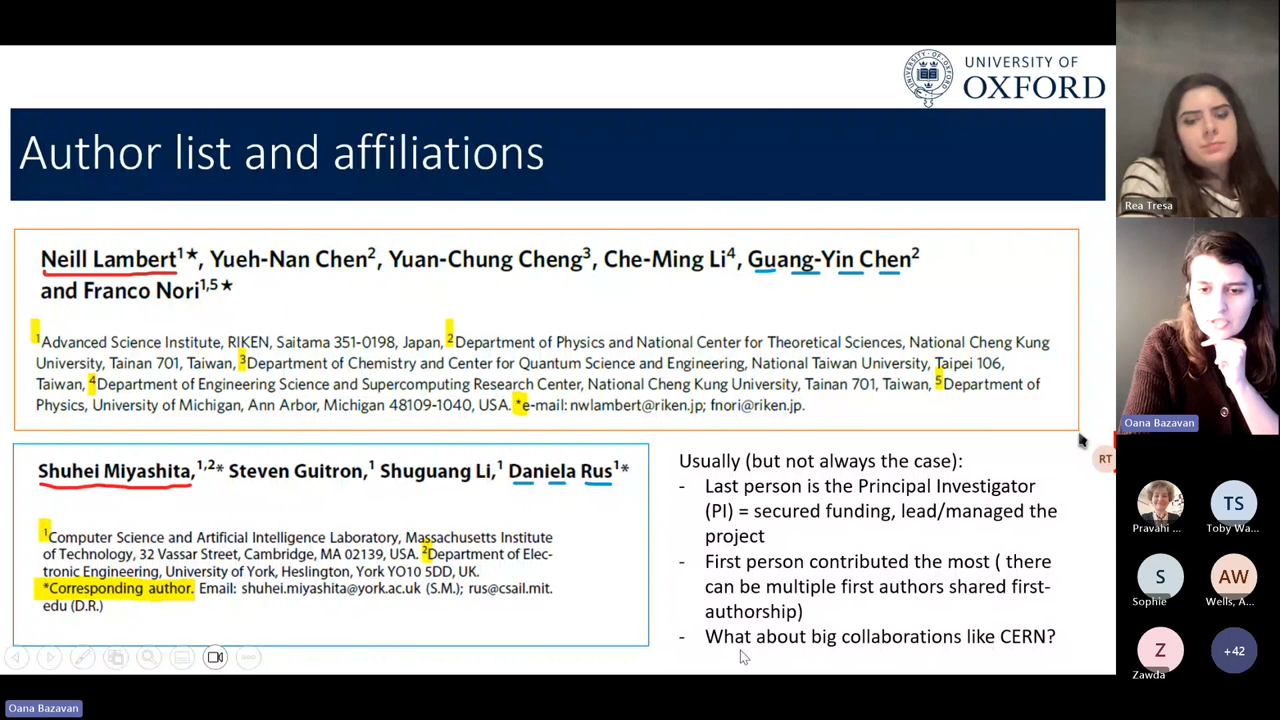 UNIVERSITY OF
OXFORD
Author list and affiliations
Neill Lambert1★, Yueh-Nan Chen2, Yuan-Chung Cheng3, Che-Ming Li4, Guang-Yin Chen2
and Franco Nori1,5★
1Advanced Science Institute, RIKEN, Saitama 351-0198, Japan, 2Department of Physics and National Center for Theoretical Sciences, National Cheng Kung
University, Tainan 701, Taiwan, 3Department of Chemistry and Center for Quantum Science and Engineering, National Taiwan University, Taipei 106,
Taiwan, 4Department of Engineering Science and Supercomputing Research Center, National Cheng Kung University, Tainan 701, Taiwan, 5Department of
Physics, University of Michigan, Ann Arbor, Michigan 48109-1040, USA. *e-mail: nwlambert@riken.jp; fnori@riken.jp.
Shuhei Miyashita,1,2* Steven Guitron,1 Shuguang Li,1 Daniela Rus1*
1Computer Science and Artificial Intelligence Laboratory, Massachusetts Institute
of Technology, 32 Vassar Street, Cambridge, MA 02139, USA. 2Department of Elec-
tronic Engineering, University of York, Heslington, York YO10 5DD, UK.
*Corresponding author. Email: shuhei.miyashita@york.ac.uk (S.M.); rus@csail.mit.
edu (D.R.)
Usually (but not always the case):
- Last person is the Principal Investigator
(PI) = secured funding, lead/managed the
project
- First person contributed the most ( there
can be multiple first authors shared first-
authorship)
- What about big collaborations like CERN?
Rea Tresa
Oana Bazavan
RT
Pravahi ...
TS
Toby Wa...
S
Sophie
AW
Wells, A...
Z
Zawda
+42
Oana Bazavan